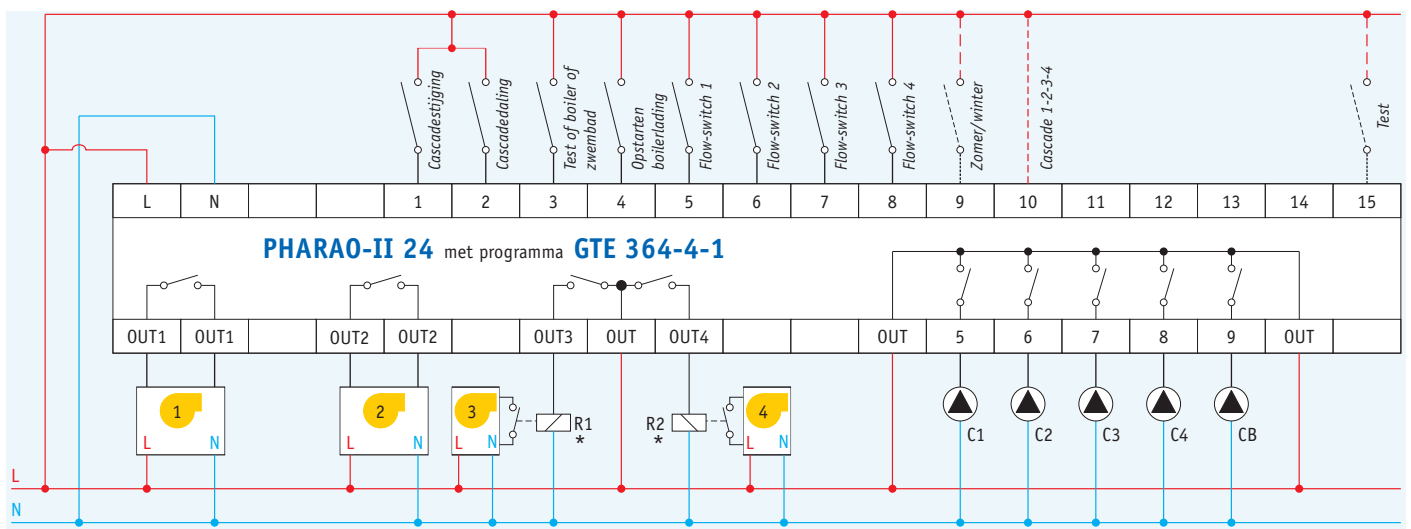 Cascadestijging
Cascadedaling
Test of boiler of
zwembad
Opstarten
boilerlading
Flow-switch 1
Flow-switch 2
Flow-switch 3
Flow-switch 4
Zomer/winter
Cascade 1-2-3-4
Test
L N 1 2 3 4 5 6 7 8 9 10 11 12 13 14 15
PHARAO-II 24 met programma GTE 364-4-1
OUT1 OUT1 OUT2 OUT2 OUT3 OUT OUT4 OUT 5 6 7 8 9 OUT
1 2 3 4
R1 R2
* *
L N L N L N L N
C1 C2 C3 C4 CB
L
N